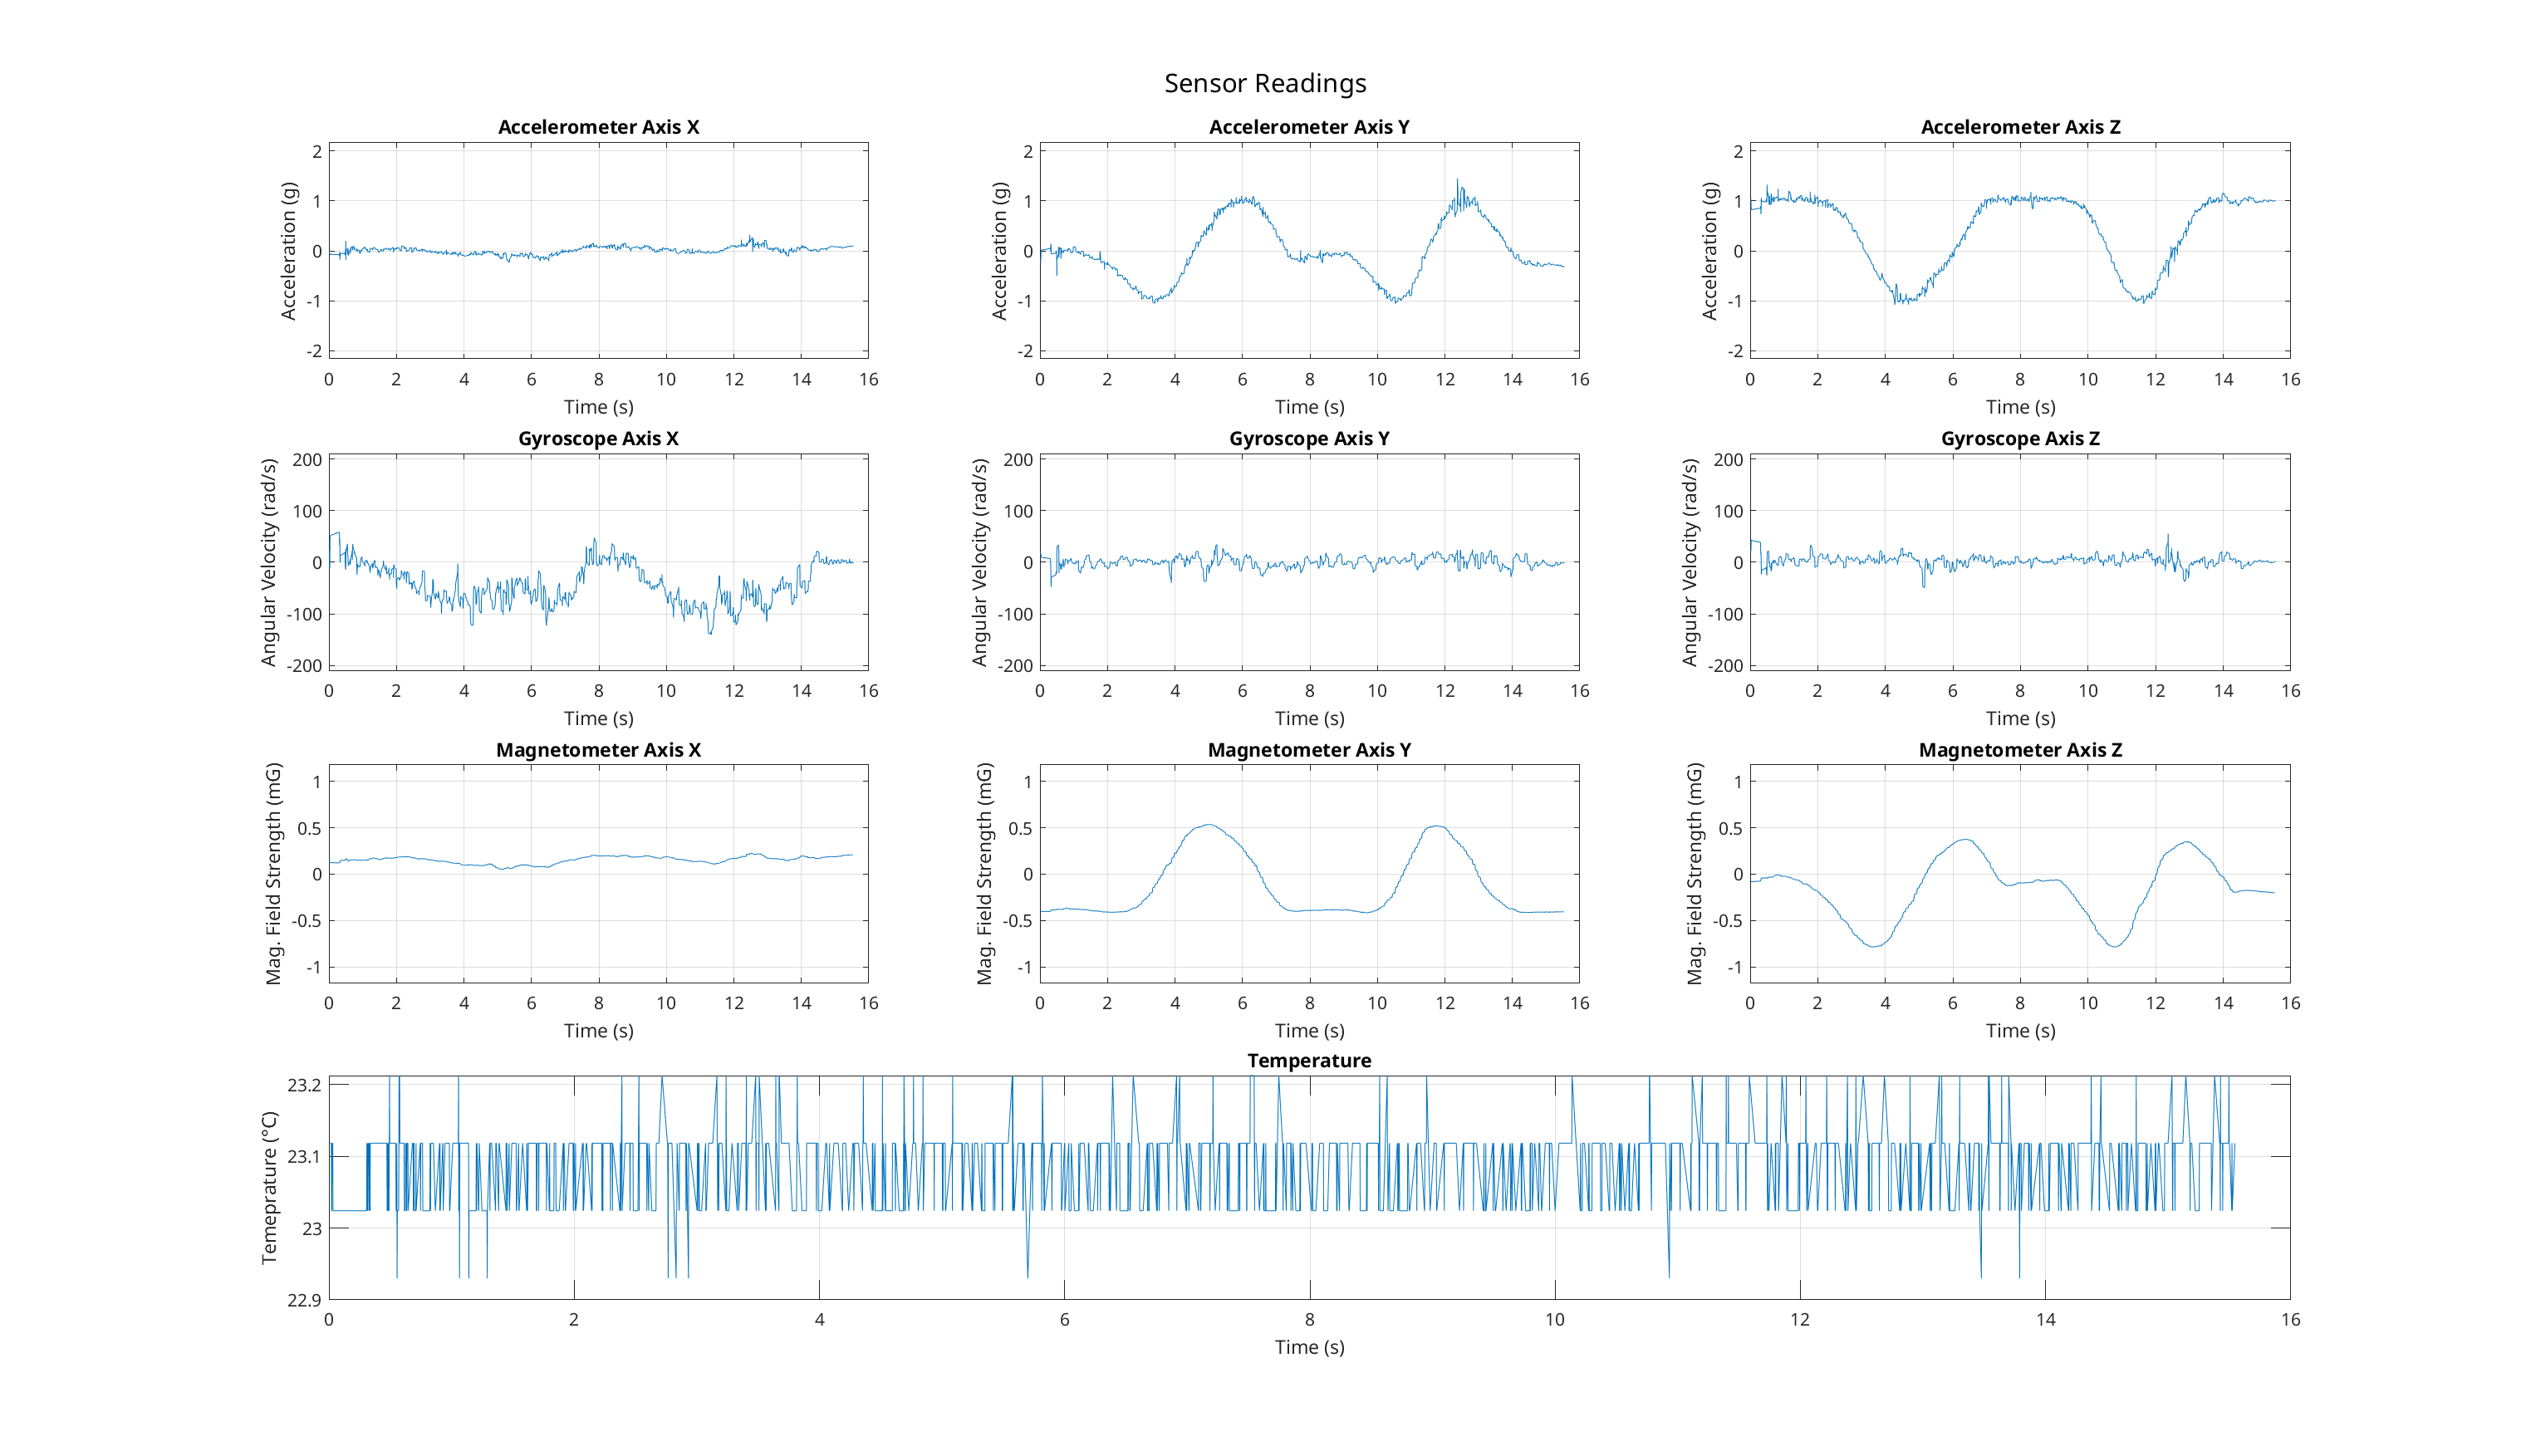 Sensor Readings
Accelerometer Axis X
Accelerometer Axis Y
Accelerometer Axis Z
Acceleration (g)
2
1
0
-1
-2
0 2 4 6 8 10 12 14 16
Time (s)
Acceleration (g)
2
1
0
-1
-2
0 2 4 6 8 10 12 14 16
Time (s)
Acceleration (g)
2
1
0
-1
-2
0 2 4 6 8 10 12 14 16
Time (s)
Gyroscope Axis X
Gyroscope Axis Y
Gyroscope Axis Z
Angular Velocity (rad/s)
200
100
0
-100
-200
0 2 4 6 8 10 12 14 16
Time (s)
Angular Velocity (rad/s)
200
100
0
-100
-200
0 2 4 6 8 10 12 14 16
Time (s)
Angular Velocity (rad/s)
200
100
0
-100
-200
0 2 4 6 8 10 12 14 16
Time (s)
Magnetometer Axis X
Magnetometer Axis Y
Magnetometer Axis Z
Mag. Field Strength (mG)
1
0.5
0
-0.5
-1
0 2 4 6 8 10 12 14 16
Time (s)
Mag. Field Strength (mG)
1
0.5
0
-0.5
-1
0 2 4 6 8 10 12 14 16
Time (s)
Mag. Field Strength (mG)
1
0.5
0
-0.5
-1
0 2 4 6 8 10 12 14 16
Time (s)
Temperature
Temeprature (°C)
23.2
23.1
23
22.9
0 2 4 6 8 10 12 14 16
Time (s)